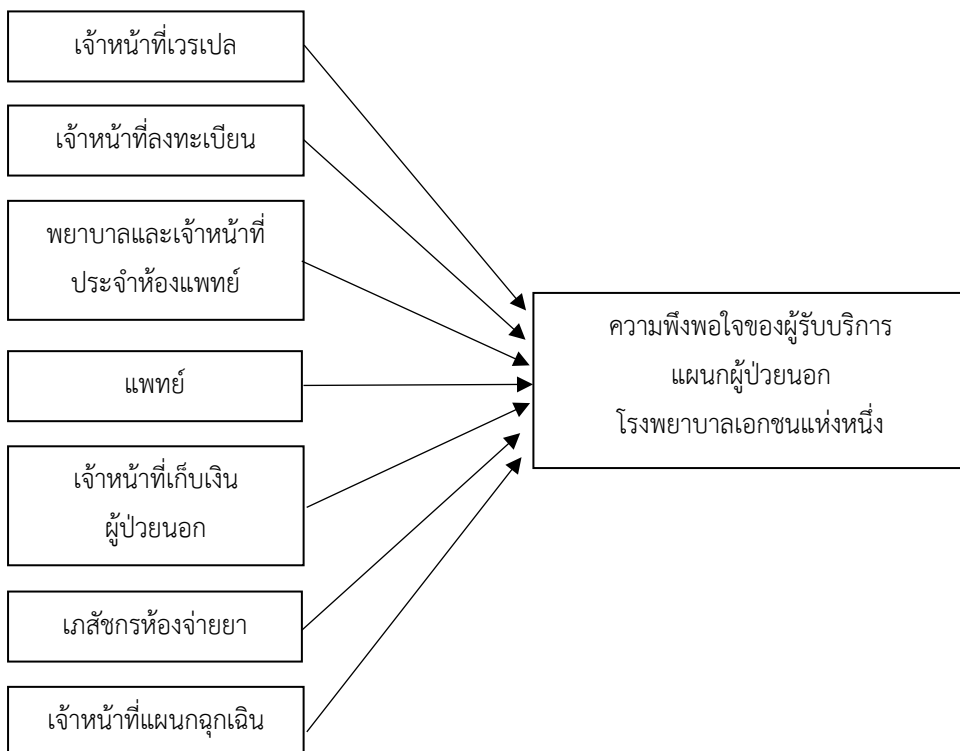 เจ้าหน้าที่เวรเปล
เจ้าหน้าที่ลงทะเบียน
พยาบาลและเจ้าหน้าที่
ประจำห้องแพทย์
แพทย์
เจ้าหน้าที่เก็บเงิน
ผู้ป่วยนอก
เภสัชกรห้องจ่ายยา
เจ้าหน้าที่แผนกฉุกเฉิน
ความพึงพอใจของผู้รับบริการ
แผนกผู้ป่วยนอก
โรงพยาบาลเอกชนแห่งหนึ่ง